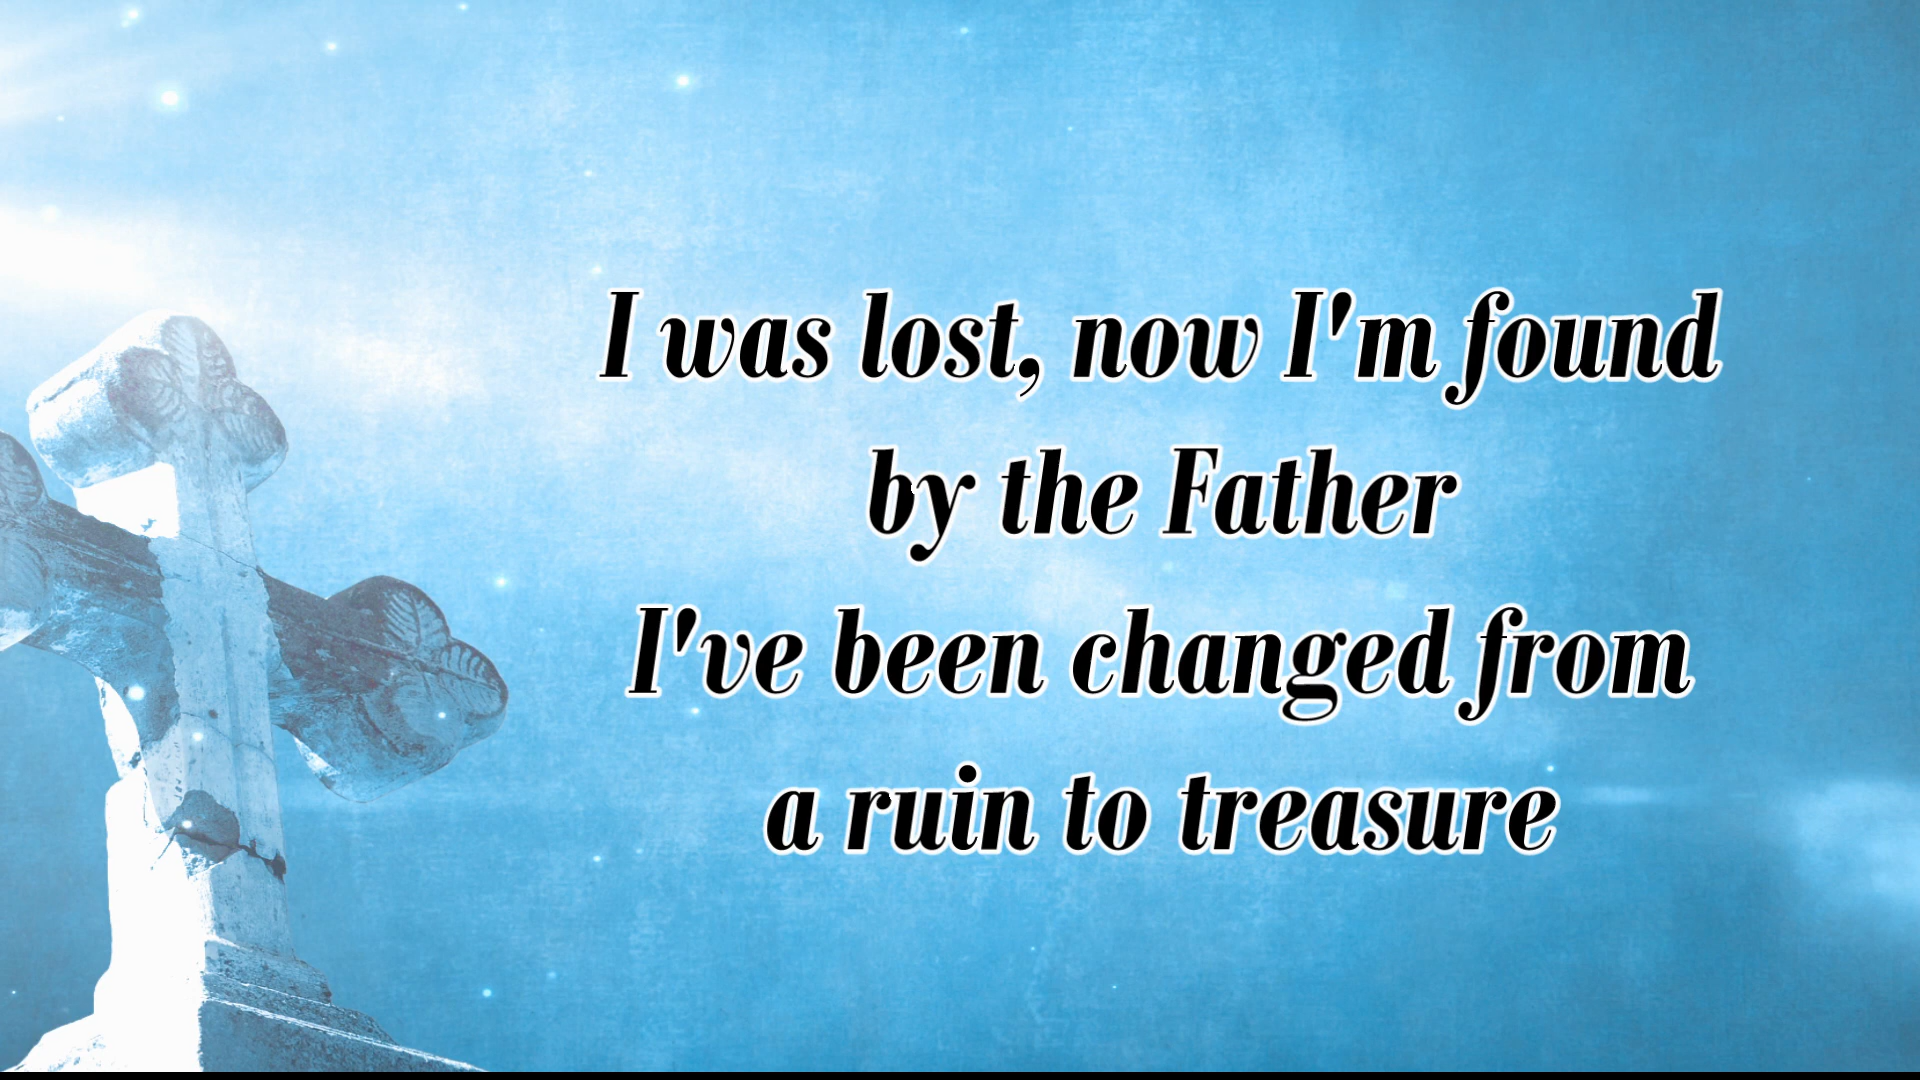 I was lost, now I'm found
by the Father
I've been changed from
a ruin to treasure